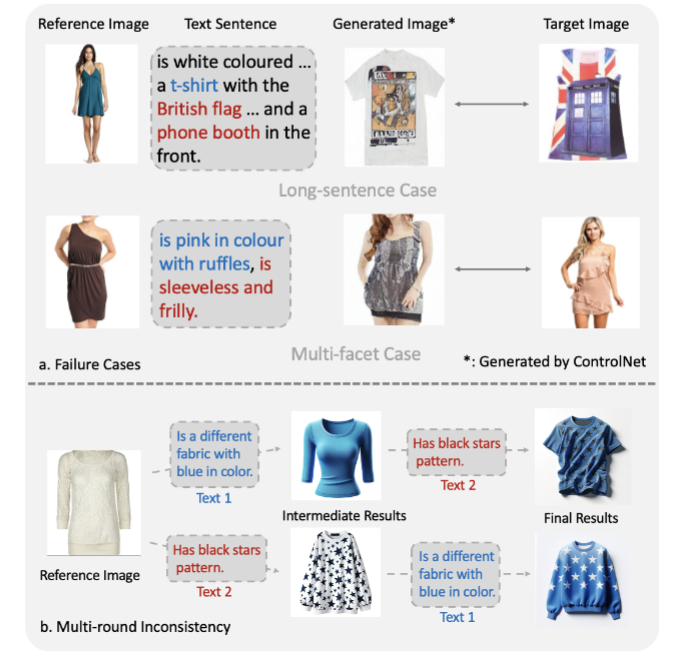 Reference Image
Text Sentence
Generated Image*
Target Image
is white coloured ...
a t-shirt with the
British flag ... and a
phone booth in the
front.
Long-sentence Case
is pink in colour
with ruffles, is
sleeveless and
frilly.
Multi-facet Case
a. Failure Cases
*: Generated by ControlNet
Is a different
fabric with
blue in color.
Text 1
Has black stars
pattern.
Text 2
Intermediate Results
Final Results
Reference Image
Has black stars
pattern.
Text 2
Is a different
fabric with
blue in color.
Text 1
b. Multi-round Inconsistency